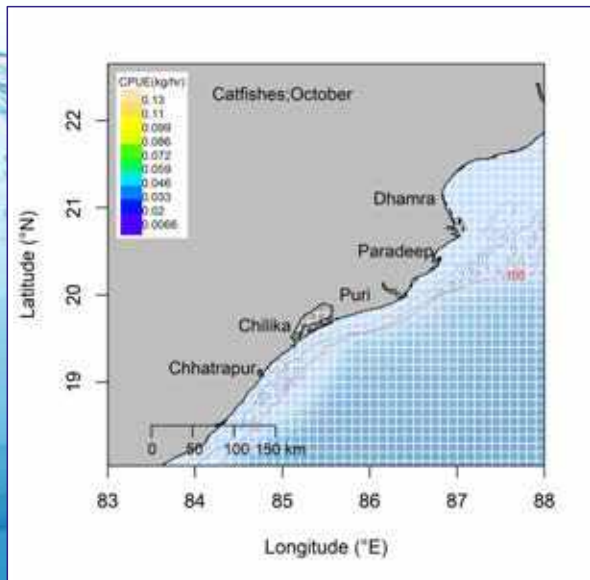 CPUE(kg/hr)
0.13
0.11
0.099
0.086
0.072
0.059
0.046
0.033
0.02
0.0066
Catfishes;October
Dhamra
Paradeep
100
Puri
Chilika
Chhatrapur
0 50 100 150 km
22
21
20
19
Latitude (°N)
83 84 85 86 87 88
Longitude (°E)